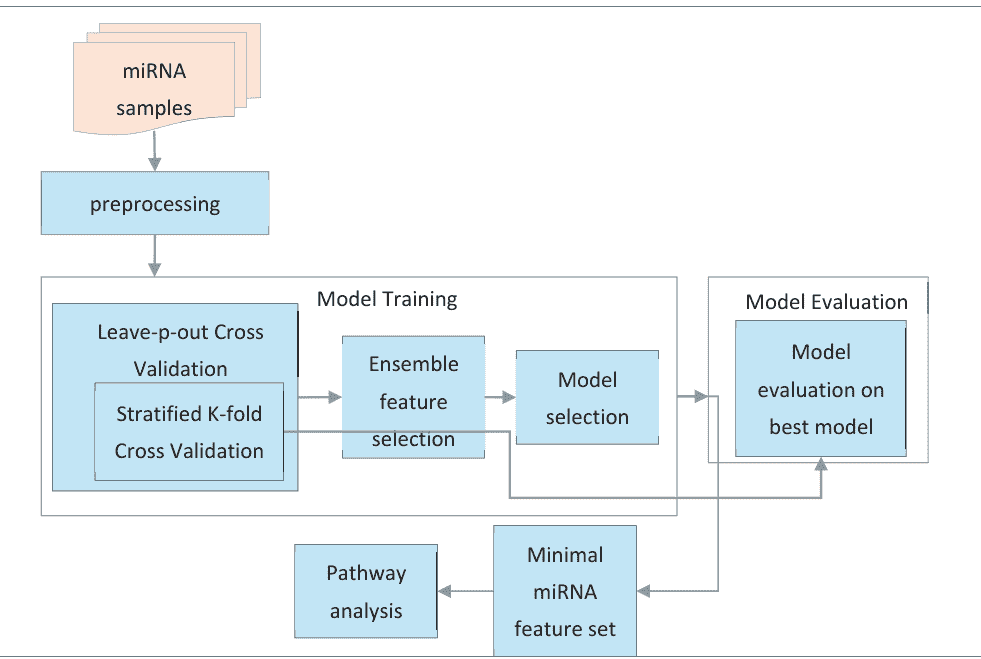 miRNA
samples
preprocessing
Model Training
Leave-p-out Cross
Validation
Stratified K-fold
Cross Validation
Ensemble
feature
selection
Model
selection
Model Evaluation
Model
evaluation on
best model
Pathway
analysis
Minimal
miRNA
feature set